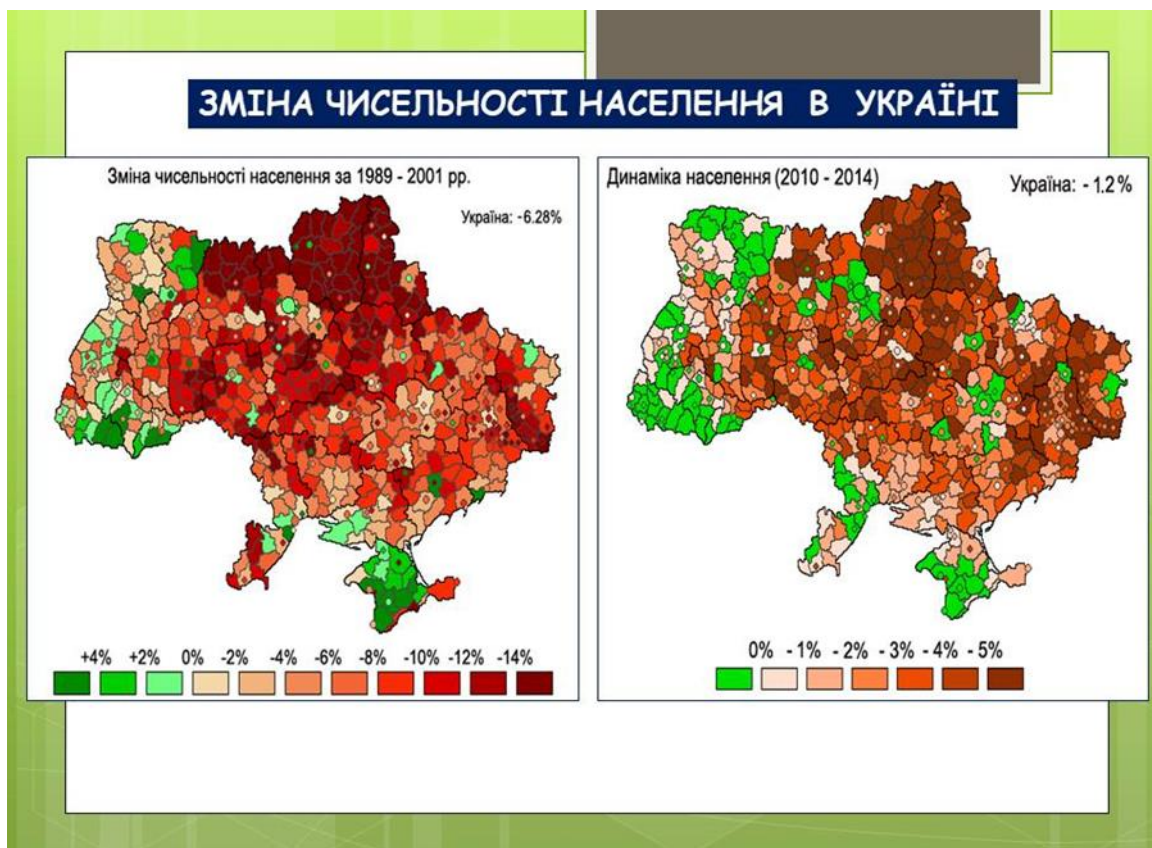 ЗМІНА ЧИСЕЛЬНОСТІ НАСЕЛЕННЯ В УКРАЇНІ
Зміна чисельності населення за 1989 - 2001 рр.
Україна: -6.28%
+4% +2% 0% -2% -4% -6% -8% -10% -12% -14%
Динаміка населення (2010 - 2014)
Україна: - 1.2 %
0% - 1% - 2% - 3% - 4% - 5%